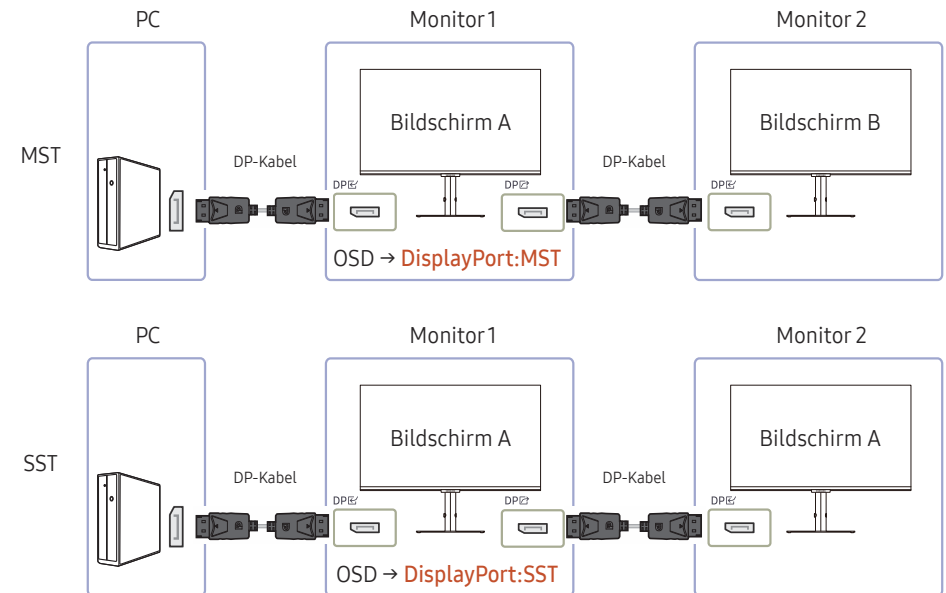 PC
Monitor 1
Monitor 2
MST
Bildschirm A
Bildschirm B
DP-Kabel
DP-Kabel
DP
DP
DP
OSD → DisplayPort:MST
PC
Monitor 1
Monitor 2
SST
Bildschirm A
Bildschirm A
DP-Kabel
DP-Kabel
DP
DP
DP
OSD → DisplayPort:SST